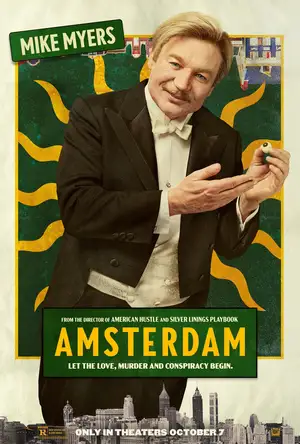 MIKE MYERS
FROM THE DIRECTOR OF AMERICAN HUSTLE AND SILVER LININGS PLAYBOOK
AMSTERDAM
LET THE LOVE, MURDER AND CONSPIRACY BEGIN.
R
ONLY IN THEATERS OCTOBER 7